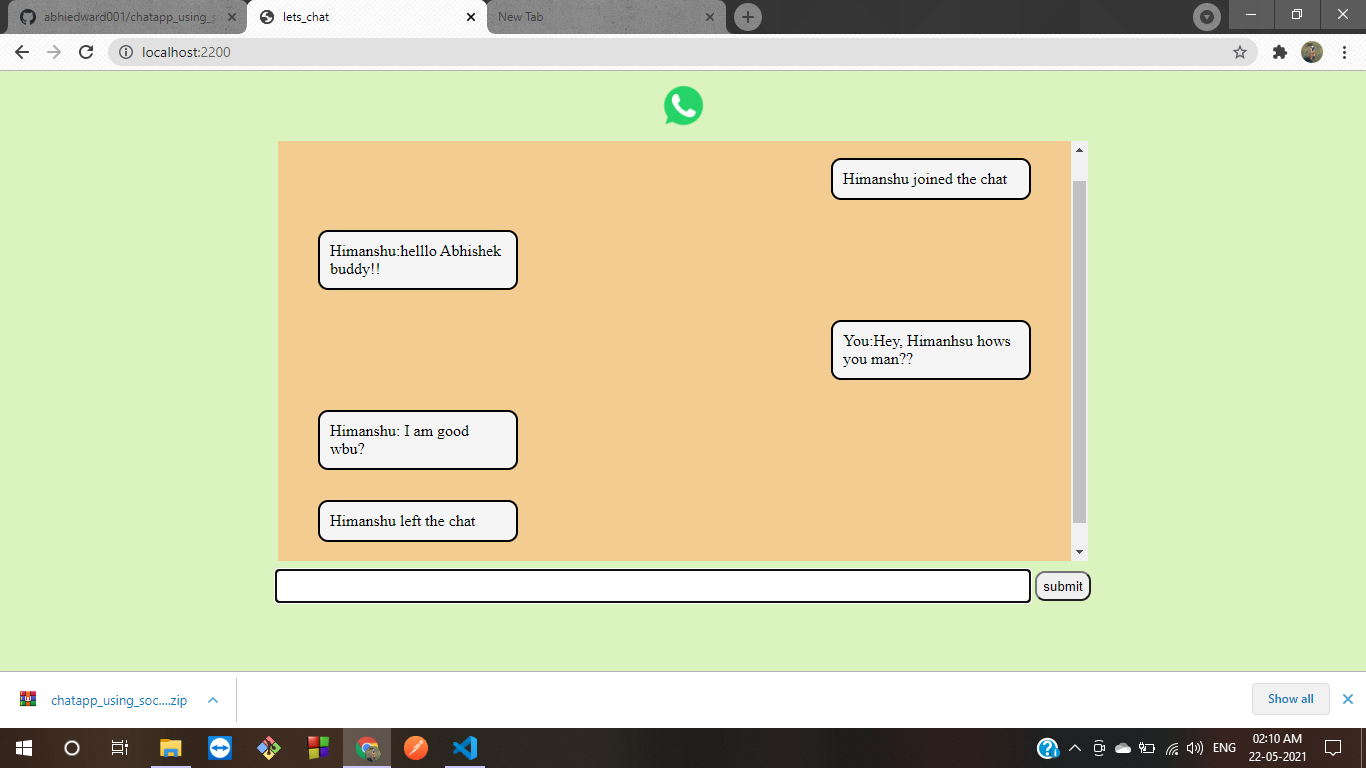 abhiedward001/chatapp_using_s
lets_chat
New Tab
localhost:2200
Himanshu joined the chat
Himanshu:helllo Abhishek
buddy!!
You:Hey, Himanhsu hows
you man??
Himanshu: I am good
wbu?
Himanshu left the chat
submit
chatapp_using_soc....zip
Show all
ENG
02:10 AM
22-05-2021